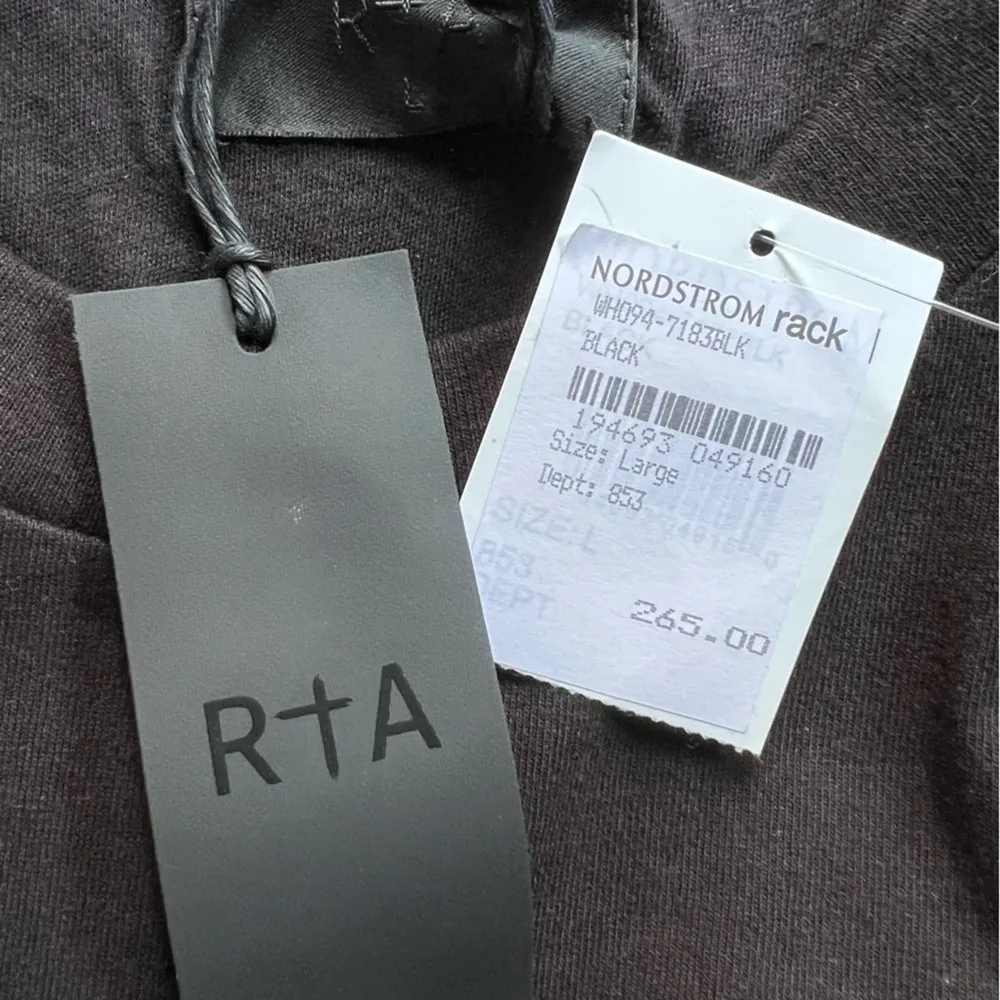 L
NORDSTROM rack
WH094-7183BLK
BLACK
194693 049160
Size: Large
Dept: 853
SIZE: L
853
DEPT
265.00
R†A